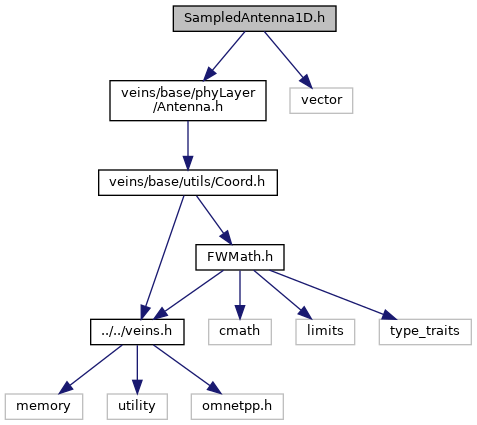 SampledAntenna1D.h
veins/base/phyLayer
/Antenna.h
vector
veins/base/utils/Coord.h
FWMath.h
../../veins.h
cmath
limits
type_traits
memory
utility
omnetpp.h